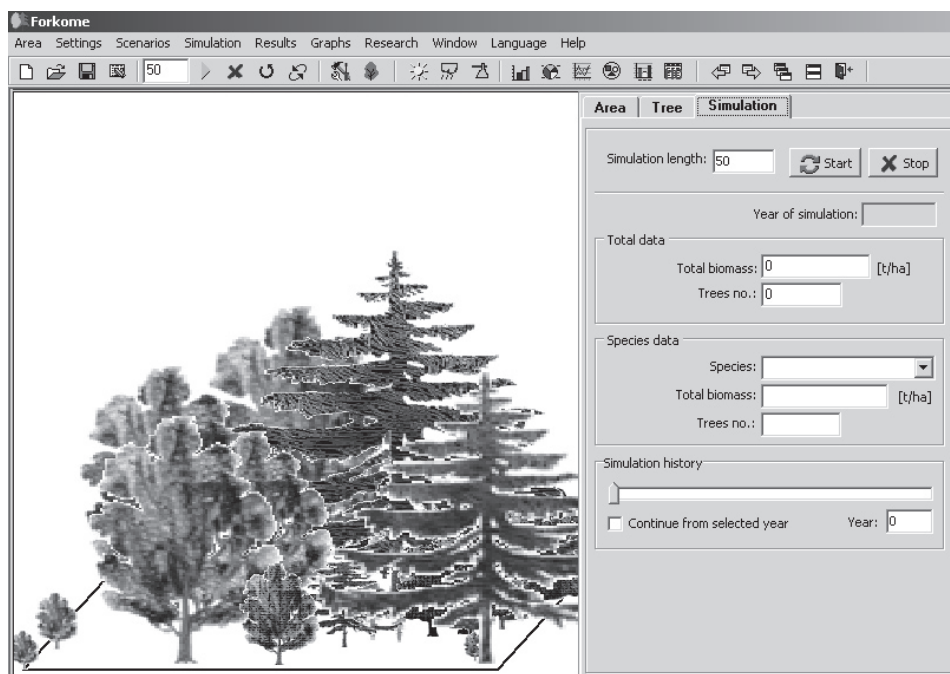 Forkome
Area Settings Scenarios Simulation Results Graphs Research Window Language Help
50
Area Tree Simulation
Simulation length: 50 Start Stop
Year of simulation:
Total data
Total biomass: 0 [t/ha]
Trees no.: 0
Species data
Species:
Total biomass: [t/ha]
Trees no.:
Simulation history
Continue from selected year Year: 0